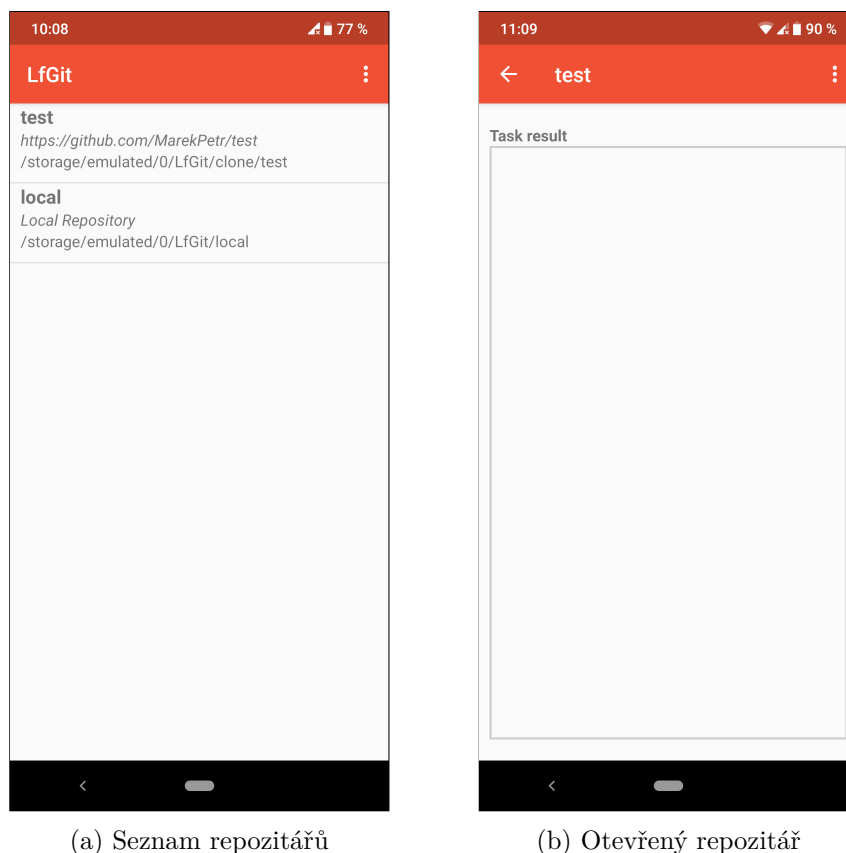 10:08
77 %
LfGit
test
https://github.com/MarekPetr/test
/storage/emulated/0/LfGit/clone/test
local
Local Repository
/storage/emulated/0/LfGit/local
(a) Seznam repozitářů
11:09
90 %
test
Task result
(b) Otevřený repozitář